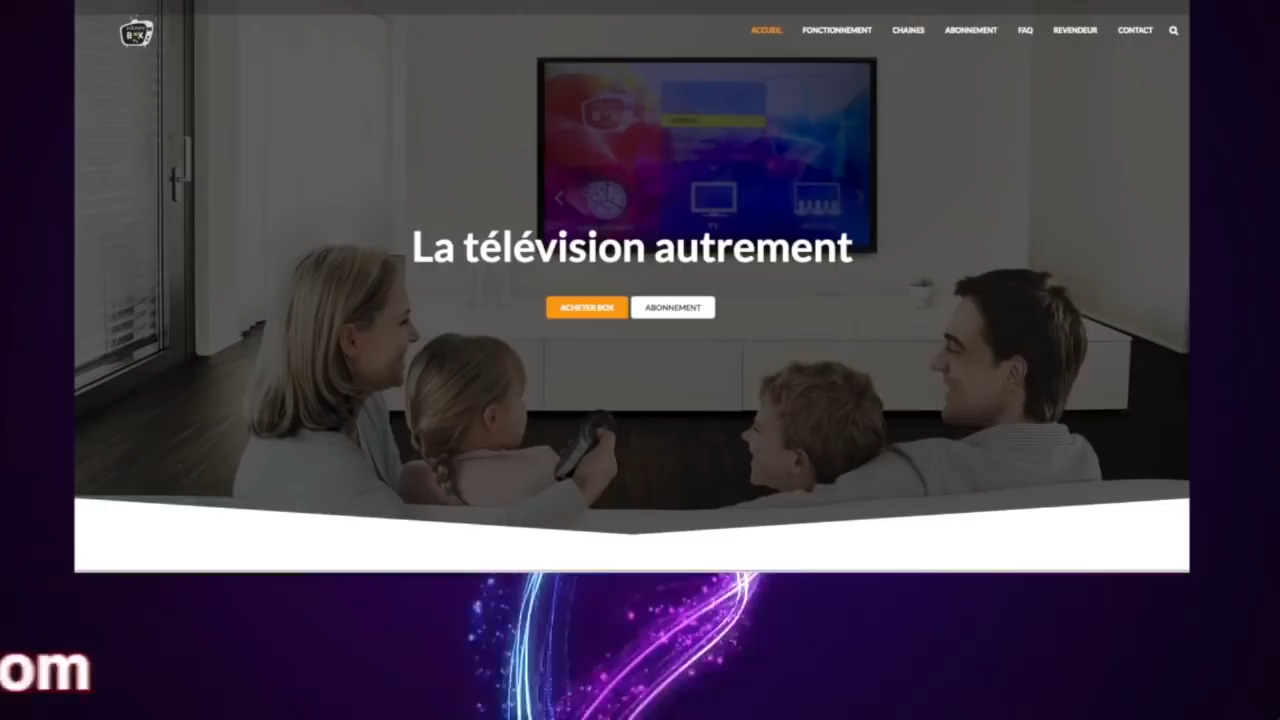 ACCUEIL FONCTIONNEMENT CHAINES ABONNEMENT FAQ REVENDEUR CONTACT
La télévision autrement
ACHETER BOX ABONNEMENT
om